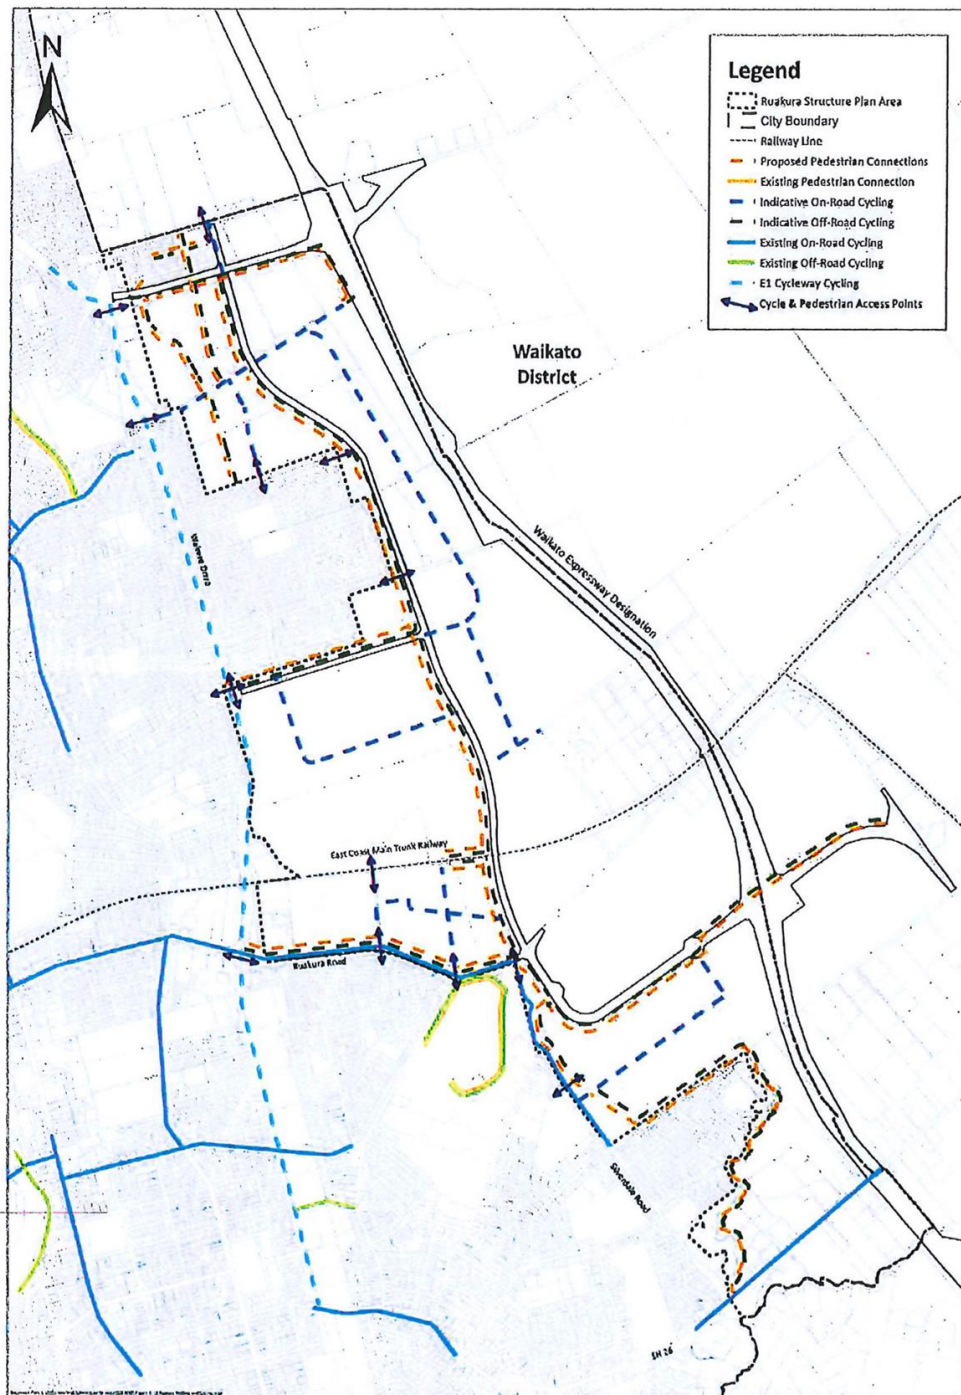 N
Legend
Ruakura Structure Plan Area
City Boundary
Railway Line
Proposed Pedestrian Connections
Existing Pedestrian Connection
Indicative On-Road Cycling
Indicative Off-Road Cycling
Existing On-Road Cycling
Existing Off-Road Cycling
E1 Cycleway Cycling
Cycle & Pedestrian Access Points
Waikato
District
Waikato Expressway Designation
East Coast Main Trunk Railway
Ruakura Road
Silverdale Road
SH 26